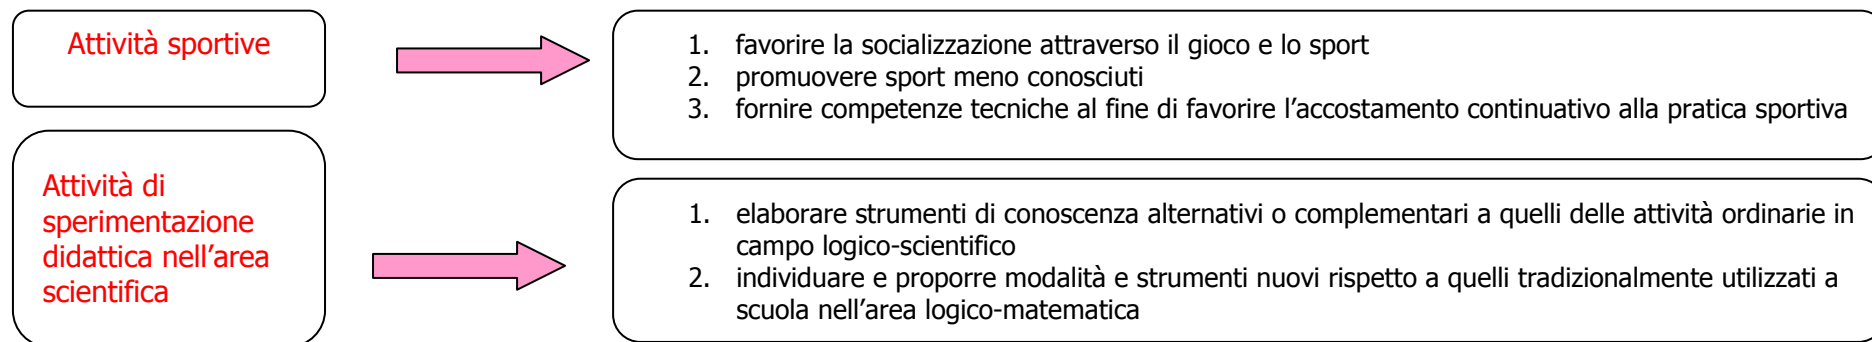 Attività sportive
1. favorire la socializzazione attraverso il gioco e lo sport
2. promuovere sport meno conosciuti
3. fornire competenze tecniche al fine di favorire l’accostamento continuativo alla pratica sportiva
Attività di
sperimentazione
didattica nell’area
scientifica
1. elaborare strumenti di conoscenza alternativi o complementari a quelli delle attività ordinarie in
campo logico-scientifico
2. individuare e proporre modalità e strumenti nuovi rispetto a quelli tradizionalmente utilizzati a
scuola nell’area logico-matematica